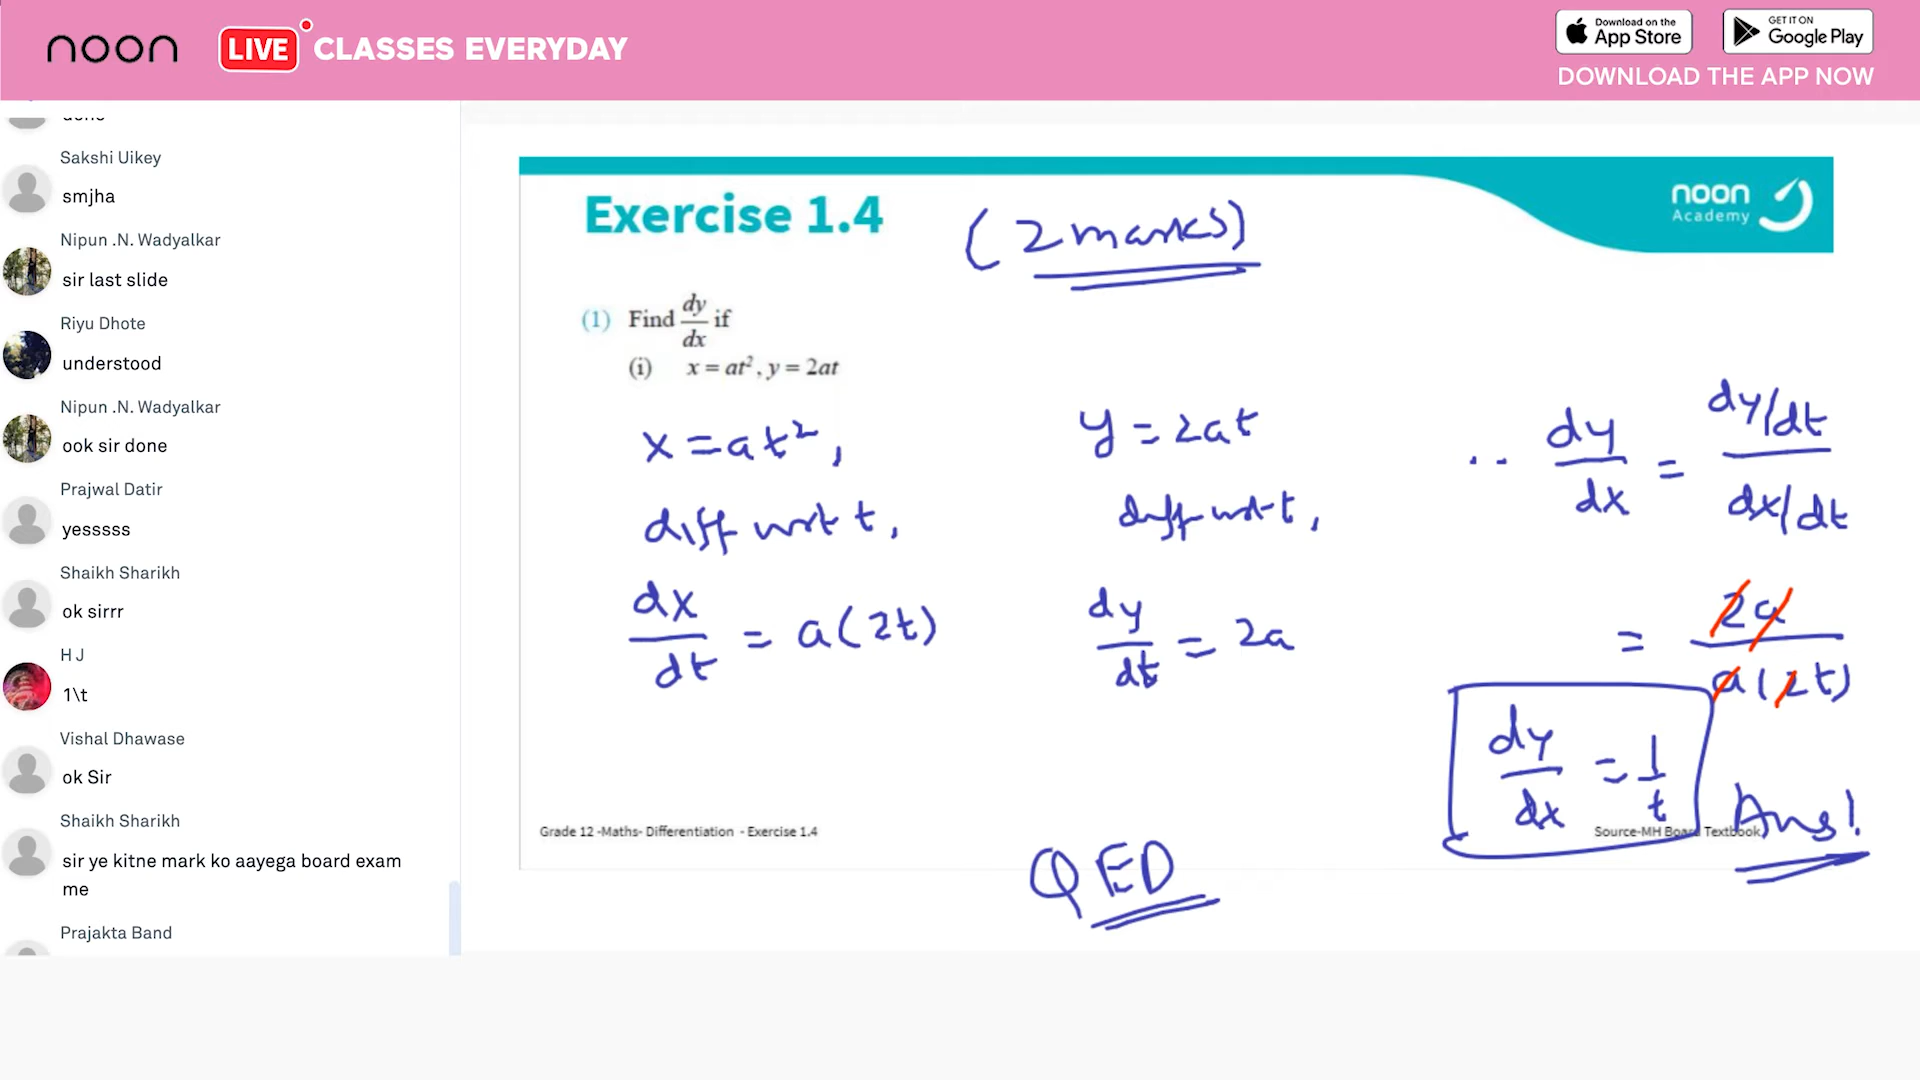 noon LIVE CLASSES EVERYDAY
Download on the App Store
GET IT ON Google Play
DOWNLOAD THE APP NOW
Sakshi Uikey
smjha
Nipun .N. Wadyalkar
sir last slide
Riyu Dhote
understood
Nipun .N. Wadyalkar
ook sir done
Prajwal Datir
yesssss
Shaikh Sharikh
ok sirrr
H J
1\t
Vishal Dhawase
ok Sir
Shaikh Sharikh
sir ye kitne mark ko aayega board exam
me
Prajakta Band
noon
Academy
Exercise 1.4
(2 marks)
(1) Find dy/dx if
(i) x = at², y = 2at
x = at²,
diff wrt t,
dx/dt = a(2t)
y = 2at
diff wrt t,
dy/dt = 2a
.. dy/dx = dy/dt / dx/dt
= 2a / a(2t)
dy/dx = 1/t
Ans!
QED
Grade 12 -Maths- Differentiation - Exercise 1.4
Source-MH Board Textbook